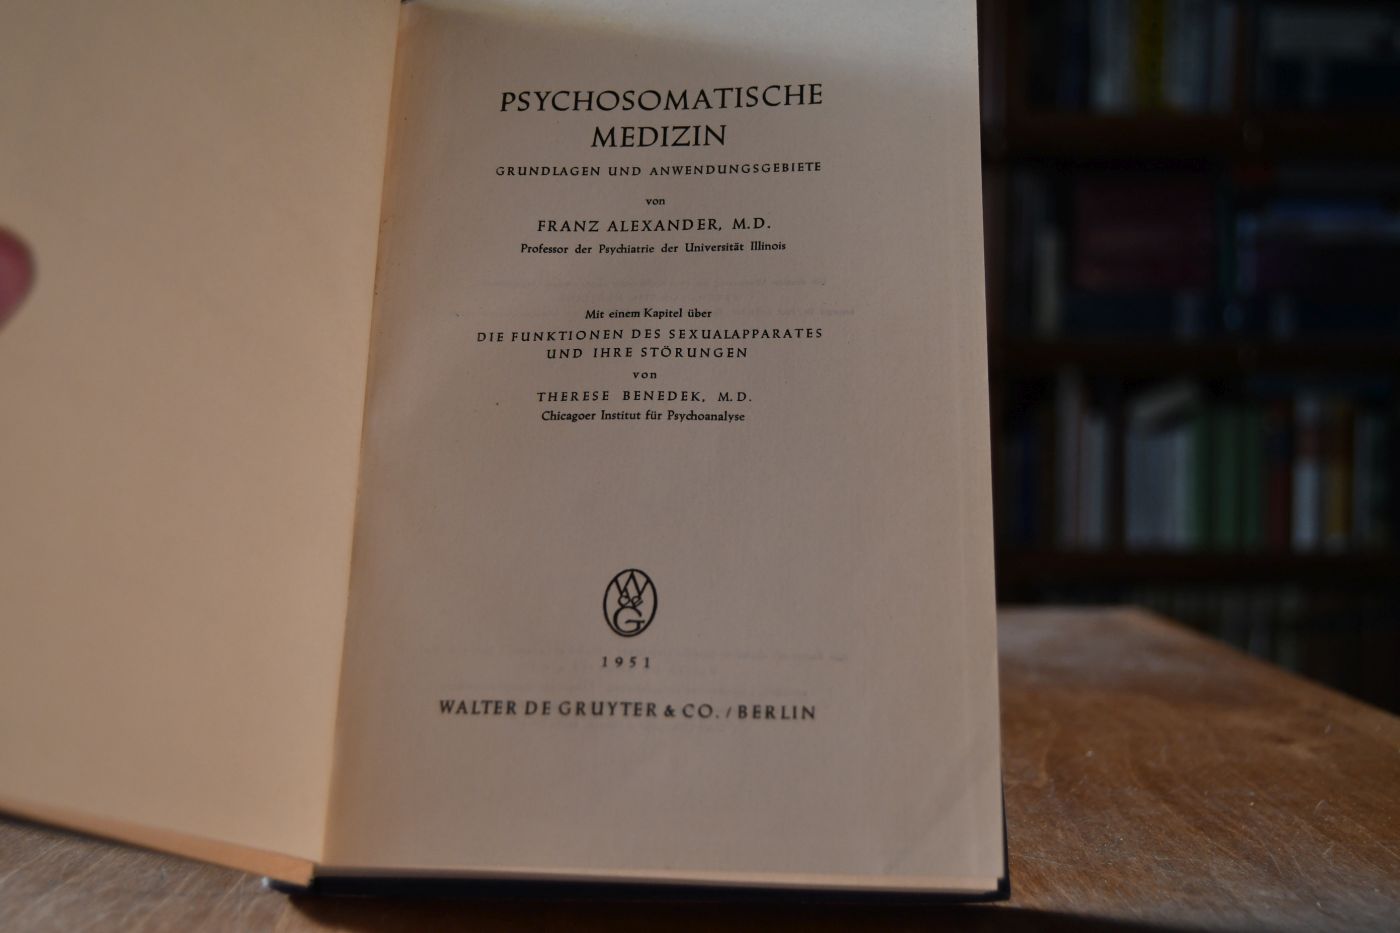 PSYCHOSOMATISCHE
MEDIZIN
GRUNDLAGEN UND ANWENDUNGSGEBIETE
von
FRANZ ALEXANDER, M.D.
Professor der Psychiatrie der Universität Illinois
Mit einem Kapitel über
DIE FUNKTIONEN DES SEXUALAPPARATES
UND IHRE STÖRUNGEN
von
THERESE BENEDEK, M.D.
Chicagoer Institut für Psychoanalyse
W
de
G
1951
WALTER DE GRUYTER & CO. / BERLIN